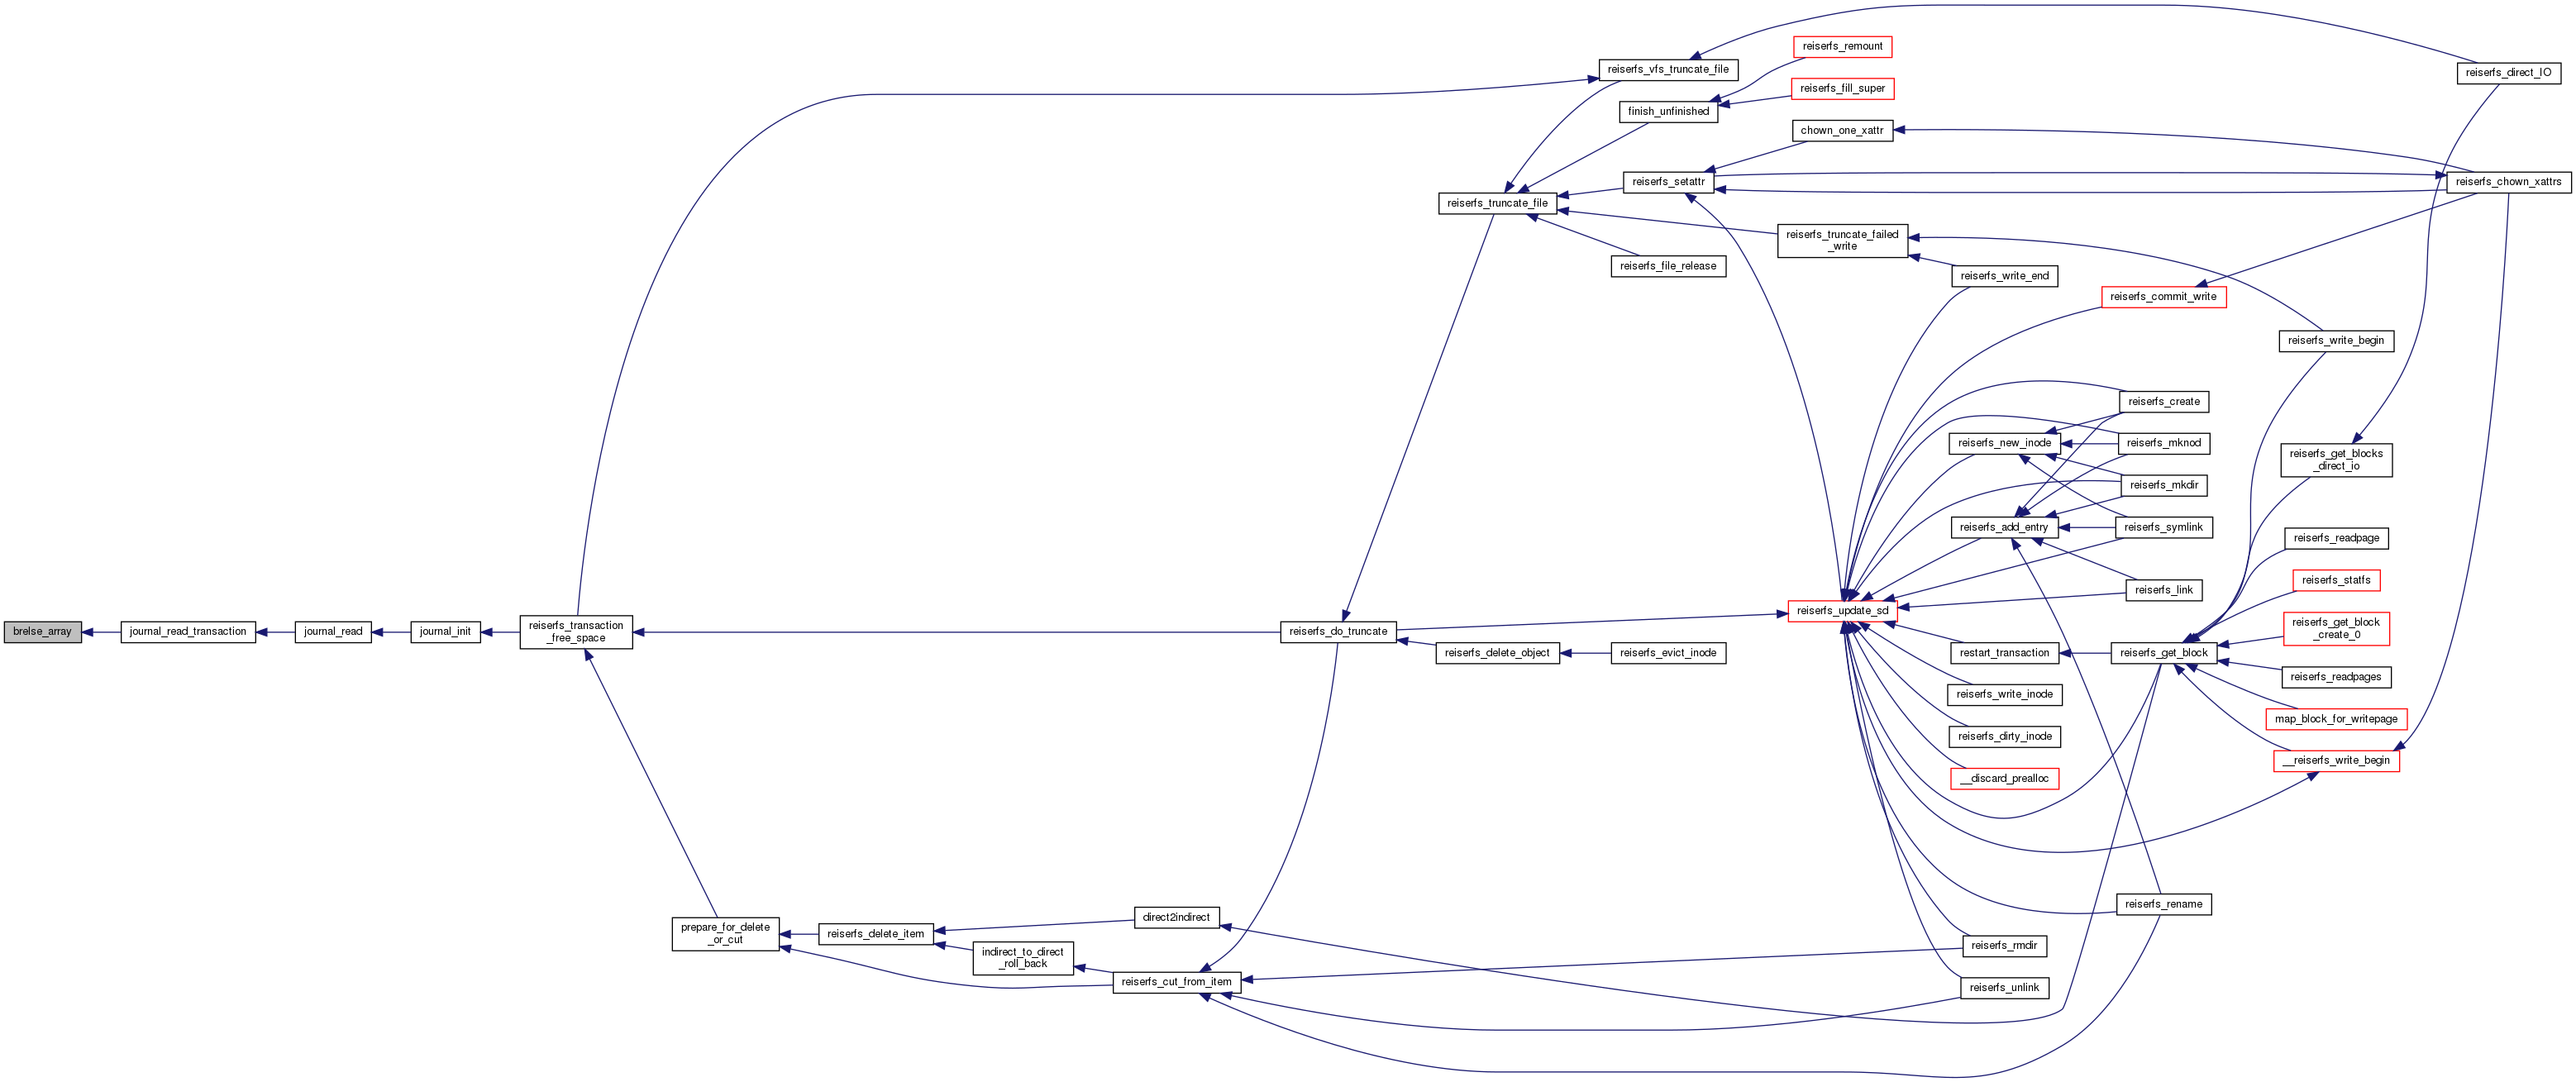 brelse_array
journal_read_transaction
journal_read
journal_init
reiserfs_transaction
_free_space
prepare_for_delete
_or_cut
reiserfs_delete_item
direct2indirect
indirect_to_direct
_roll_back
reiserfs_cut_from_item
reiserfs_do_truncate
reiserfs_delete_object
reiserfs_evict_inode
reiserfs_truncate_file
reiserfs_vfs_truncate_file
finish_unfinished
reiserfs_setattr
reiserfs_file_release
reiserfs_remount
reiserfs_fill_super
chown_one_xattr
reiserfs_truncate_failed
_write
reiserfs_update_sd
reiserfs_write_end
reiserfs_commit_write
reiserfs_create
reiserfs_new_inode
reiserfs_mknod
reiserfs_mkdir
reiserfs_add_entry
reiserfs_symlink
reiserfs_link
restart_transaction
reiserfs_get_block
reiserfs_write_inode
reiserfs_dirty_inode
__discard_prealloc
reiserfs_rename
reiserfs_rmdir
reiserfs_unlink
reiserfs_direct_IO
reiserfs_chown_xattrs
reiserfs_write_begin
reiserfs_get_blocks
_direct_io
reiserfs_readpage
reiserfs_statfs
reiserfs_get_block
_create_0
reiserfs_readpages
map_block_for_writepage
__reiserfs_write_begin